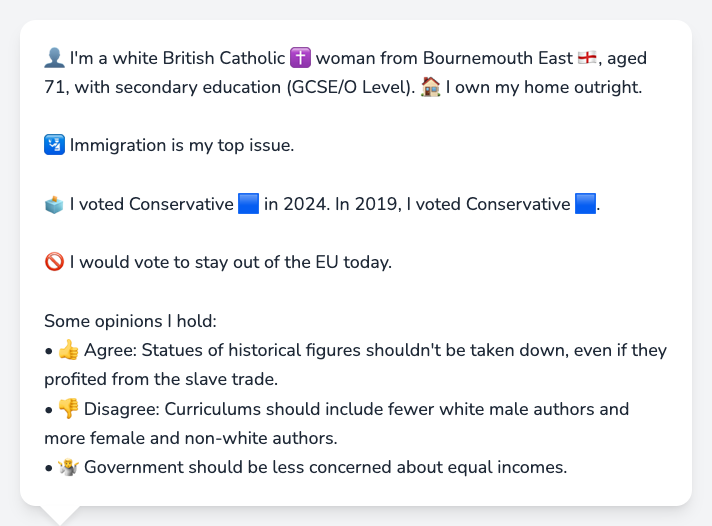 👤 I'm a white British Catholic ✝️ woman from Bournemouth East 🏴󠁧󠁢󠁥󠁮󠁧󠁿, aged
71, with secondary education (GCSE/O Level). 🏠 I own my home outright.
🛂 Immigration is my top issue.
🗳️ I voted Conservative 🟦 in 2024. In 2019, I voted Conservative 🟦.
🚫 I would vote to stay out of the EU today.
Some opinions I hold:
• 👍 Agree: Statues of historical figures shouldn't be taken down, even if they
profited from the slave trade.
• 👎 Disagree: Curriculums should include fewer white male authors and
more female and non-white authors.
• 🤷 Government should be less concerned about equal incomes.